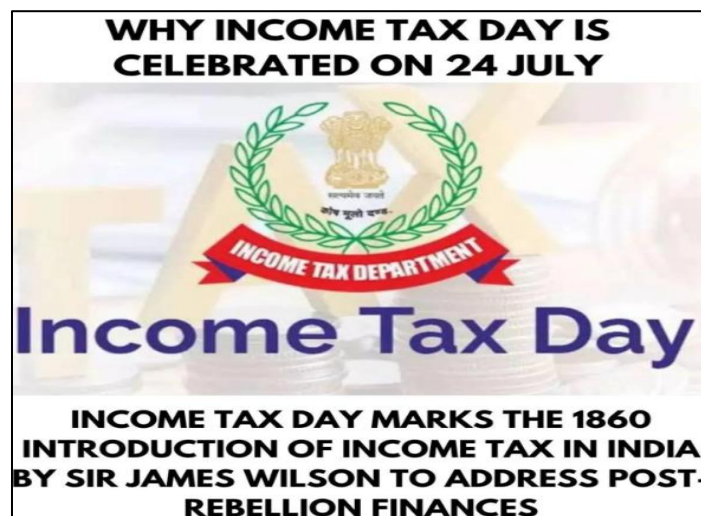 WHY INCOME TAX DAY IS
CELEBRATED ON 24 JULY
TAX
सत्यमेव जयते
कोष मूलो दण्डः
INCOME TAX DEPARTMENT
Income Tax Day
INCOME TAX DAY MARKS THE 1860
INTRODUCTION OF INCOME TAX IN INDIA
BY SIR JAMES WILSON TO ADDRESS POST-
REBELLION FINANCES